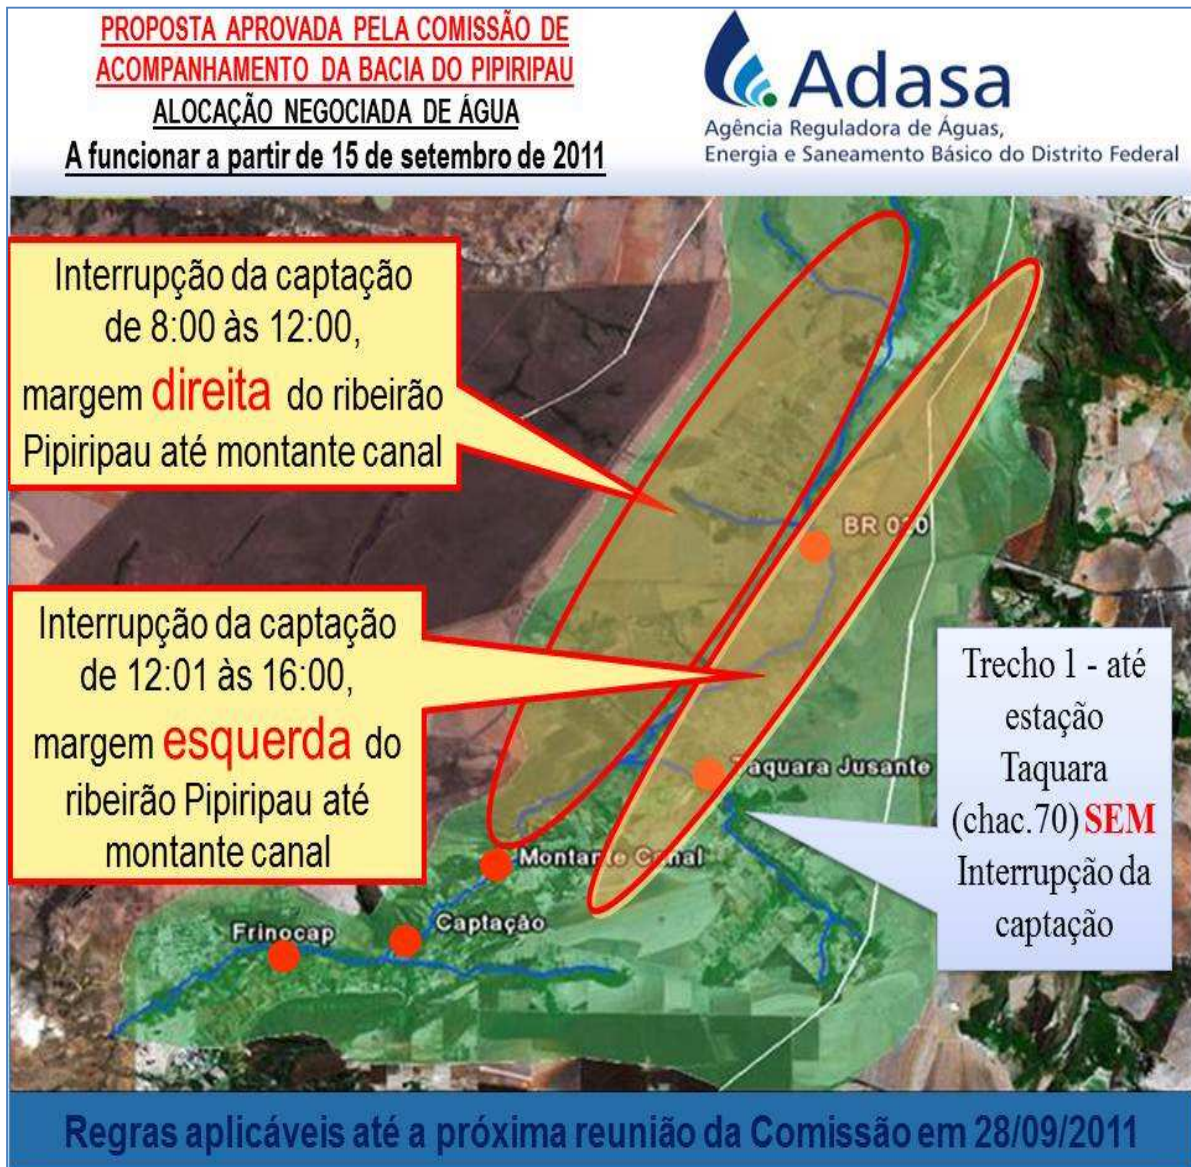 PROPOSTA APROVADA PELA COMISSÃO DE
ACOMPANHAMENTO DA BACIA DO PIPIRIPAU
ALOCAÇÃO NEGOCIADA DE ÁGUA
A funcionar a partir de 15 de setembro de 2011
Adasa
Agência Reguladora de Águas,
Energia e Saneamento Básico do Distrito Federal
Interrupção da captação
de 8:00 às 12:00,
margem direita do ribeirão
Pipiripau até montante canal
BR 020
Interrupção da captação
de 12:01 às 16:00,
margem esquerda do
ribeirão Pipiripau até
montante canal
Trecho 1 - até
estação
Taquara
(chac.70) SEM
Interrupção da
captação
Taquara Jusante
Montante Canal
Captação
Frinocap
Regras aplicáveis até a próxima reunião da Comissão em 28/09/2011